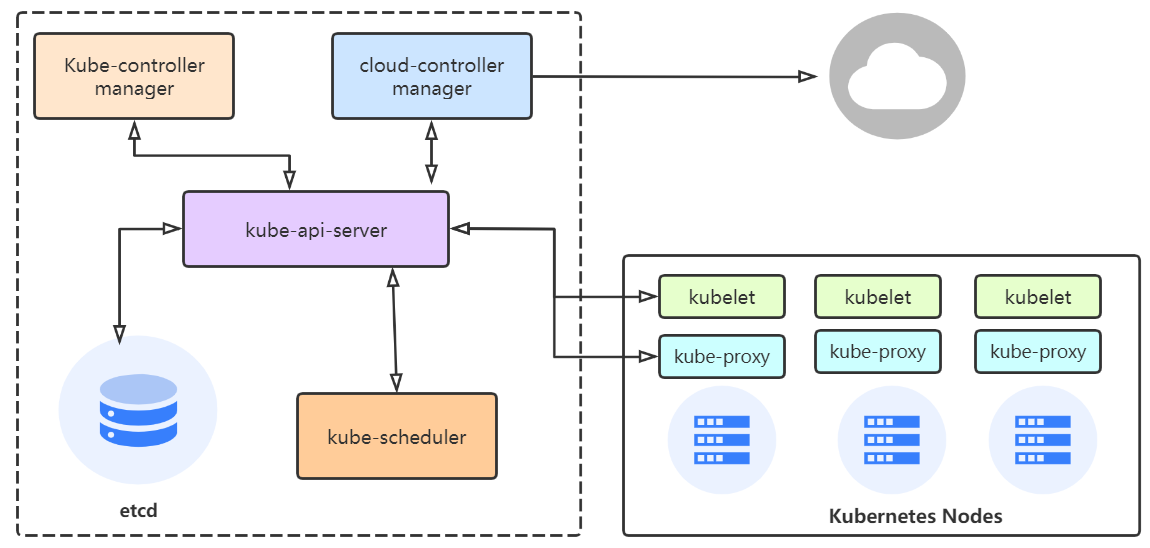 Kube-controller
manager
cloud-controller
manager
kube-api-server
kube-scheduler
etcd
kubelet
kubelet
kubelet
kube-proxy
kube-proxy
kube-proxy
Kubernetes Nodes